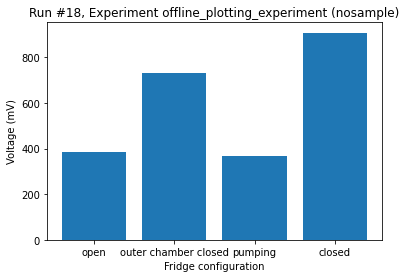 Run #18, Experiment offline_plotting_experiment (nosample)
Voltage (mV)
800
600
400
200
0
open outer chamber closed pumping closed
Fridge configuration